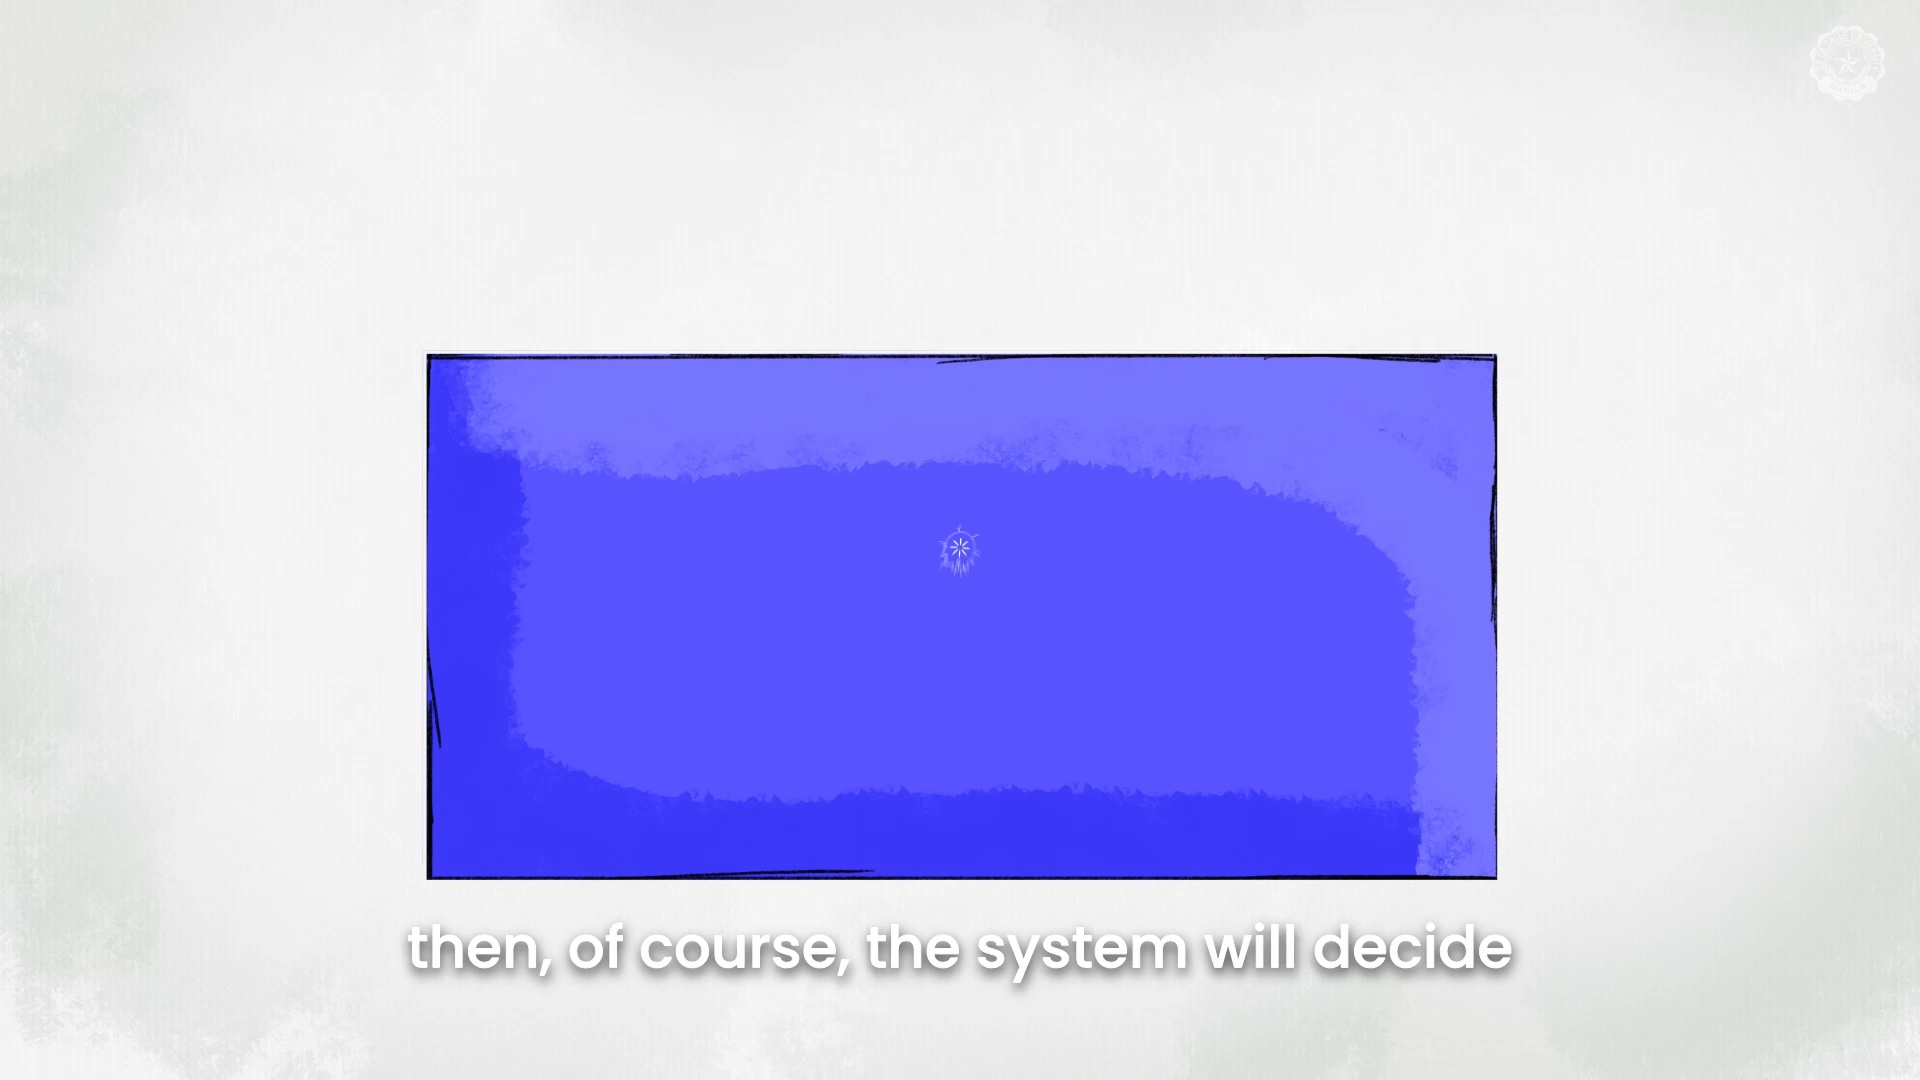 then, of course, the system will decide